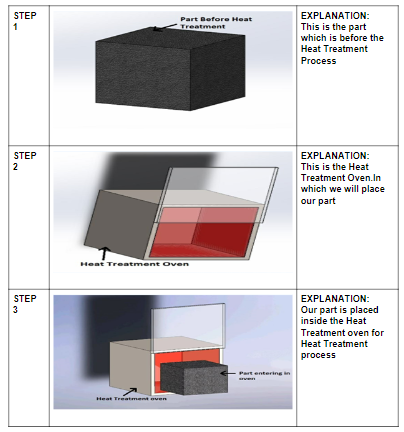 STEP
1
Part Before Heat
Treatment
EXPLANATION:
This is the part
which is before the
Heat Treatment
Process
STEP
2
Heat Treatment Oven
EXPLANATION:
This is the Heat
Treatment Oven.In
which we will place
our part
STEP
3
Part entering in
oven
Heat Treatment oven
EXPLANATION:
Our part is placed
inside the Heat
Treatment oven for
Heat Treatment
process